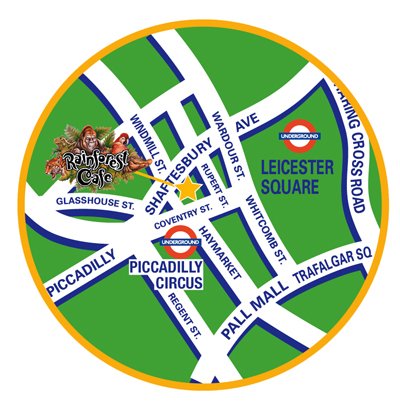 WINDMILL ST.
WARDOUR ST.
AVE
SHAFTESBURY
RUPERT ST.
UNDERGROUND
LEICESTER
SQUARE
ARING CROSS ROAD
Rainforest
Cafe
GLASSHOUSE ST.
COVENTRY ST.
WHITCOMB ST.
UNDERGROUND
PICCADILLY
CIRCUS
HAYMARKET
PICCADILLY
REGENT ST.
PALL MALL
TRAFALGAR SQ